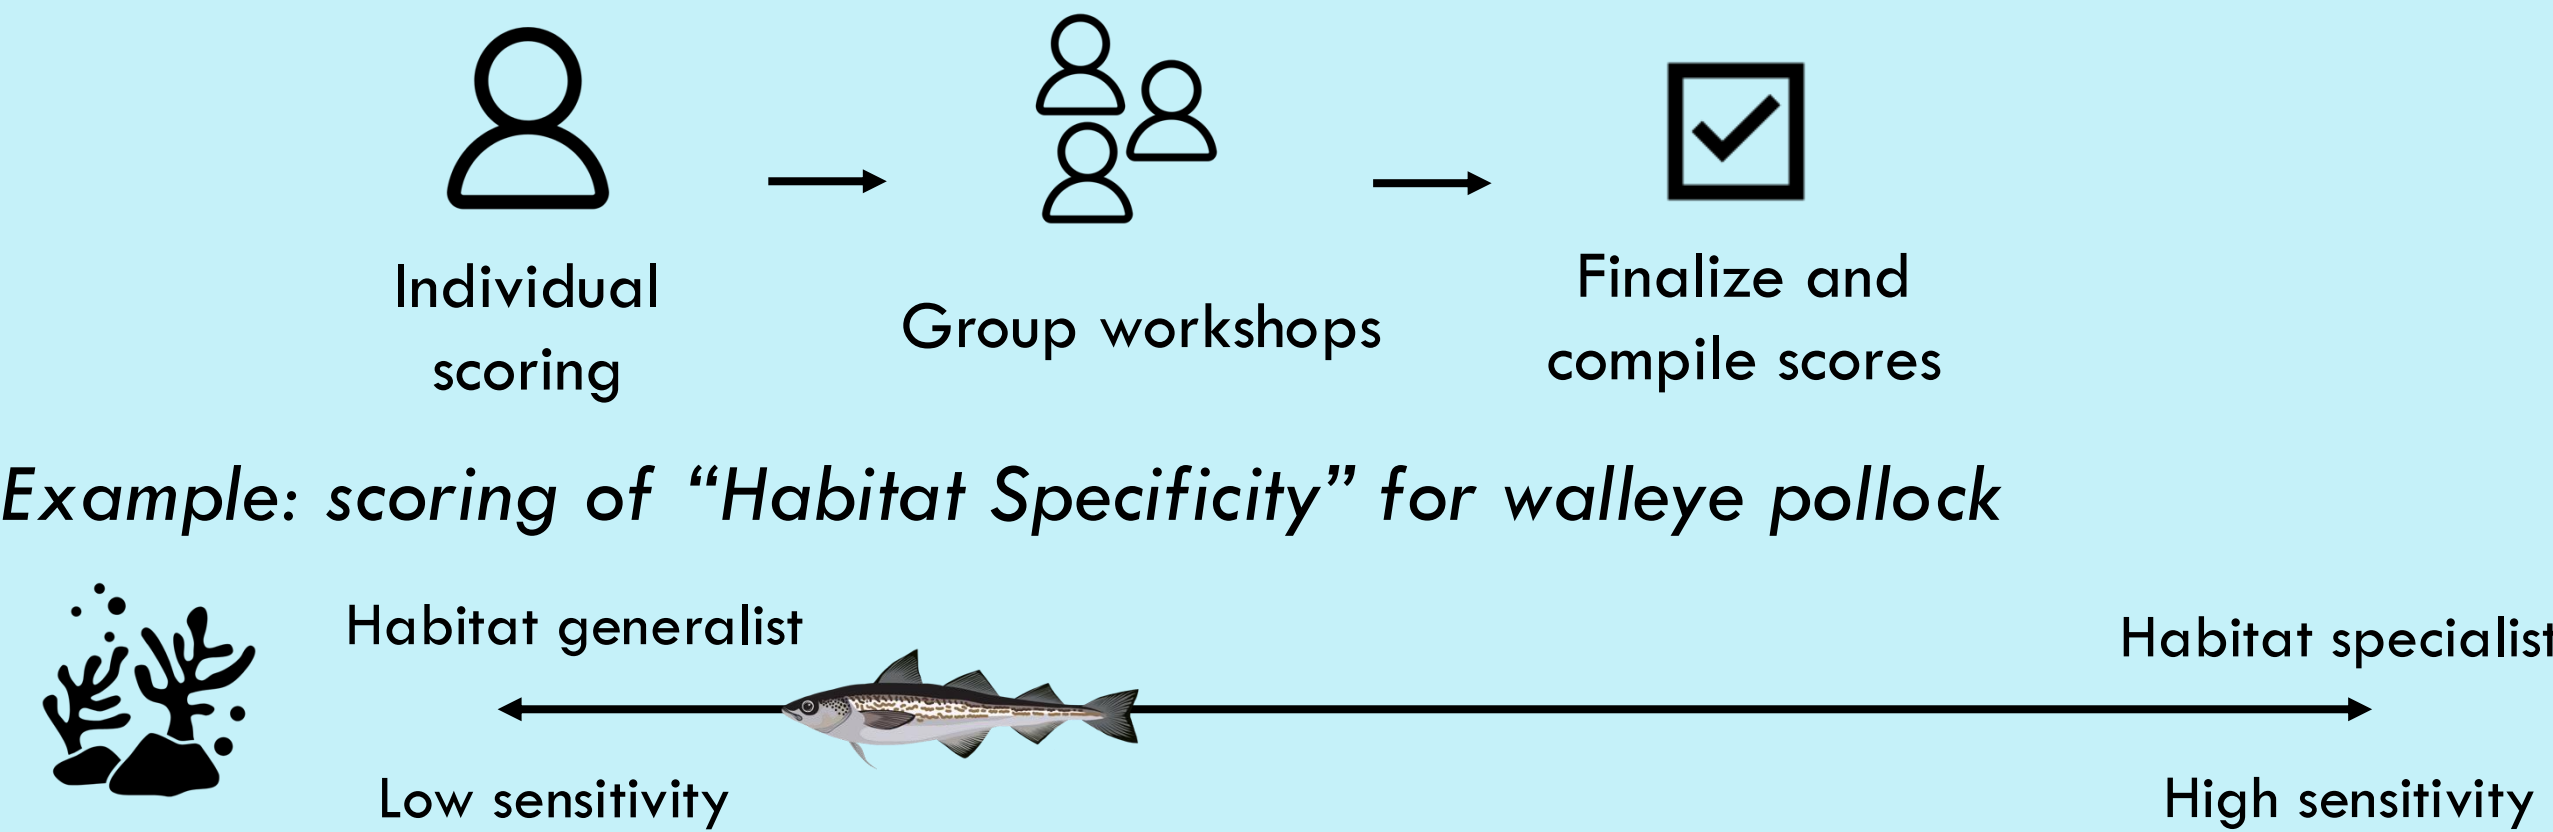 Individual
scoring
Group workshops
Finalize and
compile scores
Example: scoring of “Habitat Specificity” for walleye pollock
Habitat generalist
Habitat specialist
Low sensitivity
High sensitivity